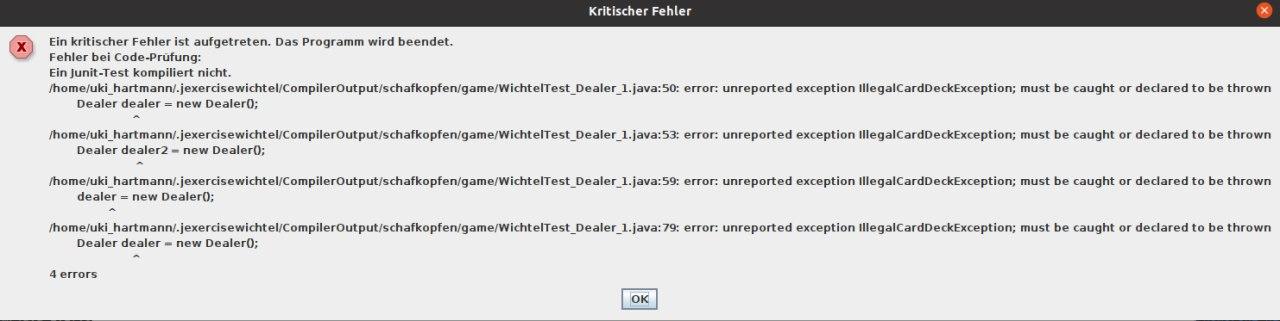 Kritischer Fehler
Ein kritischer Fehler ist aufgetreten. Das Programm wird beendet.
Fehler bei Code-Prüfung:
Ein Junit-Test kompiliert nicht.
/home/uki_hartmann/.jexercisewichtel/CompilerOutput/schafkopfen/game/WichtelTest_Dealer_1.java:50: error: unreported exception IllegalCardDeckException; must be caught or declared to be thrown
Dealer dealer = new Dealer();
^
/home/uki_hartmann/.jexercisewichtel/CompilerOutput/schafkopfen/game/WichtelTest_Dealer_1.java:53: error: unreported exception IllegalCardDeckException; must be caught or declared to be thrown
Dealer dealer2 = new Dealer();
^
/home/uki_hartmann/.jexercisewichtel/CompilerOutput/schafkopfen/game/WichtelTest_Dealer_1.java:59: error: unreported exception IllegalCardDeckException; must be caught or declared to be thrown
dealer = new Dealer();
^
/home/uki_hartmann/.jexercisewichtel/CompilerOutput/schafkopfen/game/WichtelTest_Dealer_1.java:79: error: unreported exception IllegalCardDeckException; must be caught or declared to be thrown
Dealer dealer = new Dealer();
^
4 errors
OK